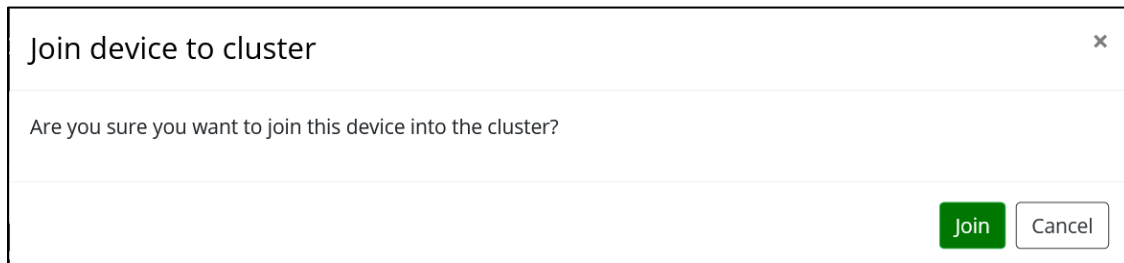 Join device to cluster
×
Are you sure you want to join this device into the cluster?
Join
Cancel